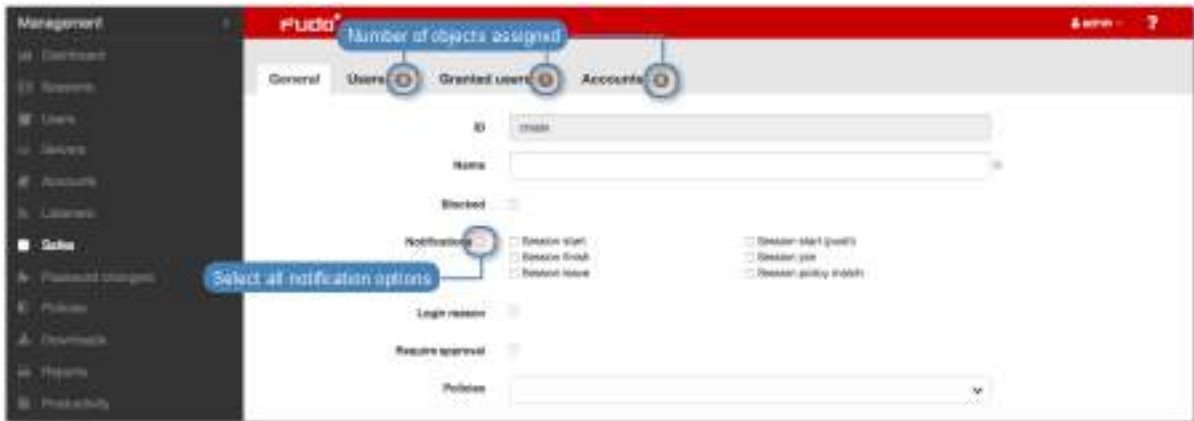 Management
Fudo
admin
?
Number of objects assigned
Dashboard
Sessions
Users
Servers
Accounts
Listeners
Safes
Password changers
Policies
Downloads
Reports
Productivity
General
Users
Granted users
Accounts
ID
Name
Blocked
Notifications
Session start
Session start (push)
Session finish
Session join
Session leave
Session policy match
Select all notification options
Login reason
Require approval
Policies